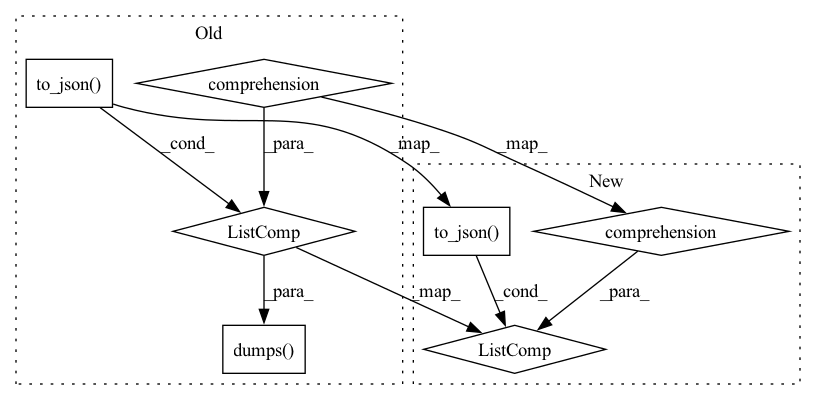 Old
to_json()
comprehension
_cond_
_para_
_map_
_map_
New
ListComp
to_json()
comprehension
_para_
_map_
_cond_
_para_
dumps()
ListComp